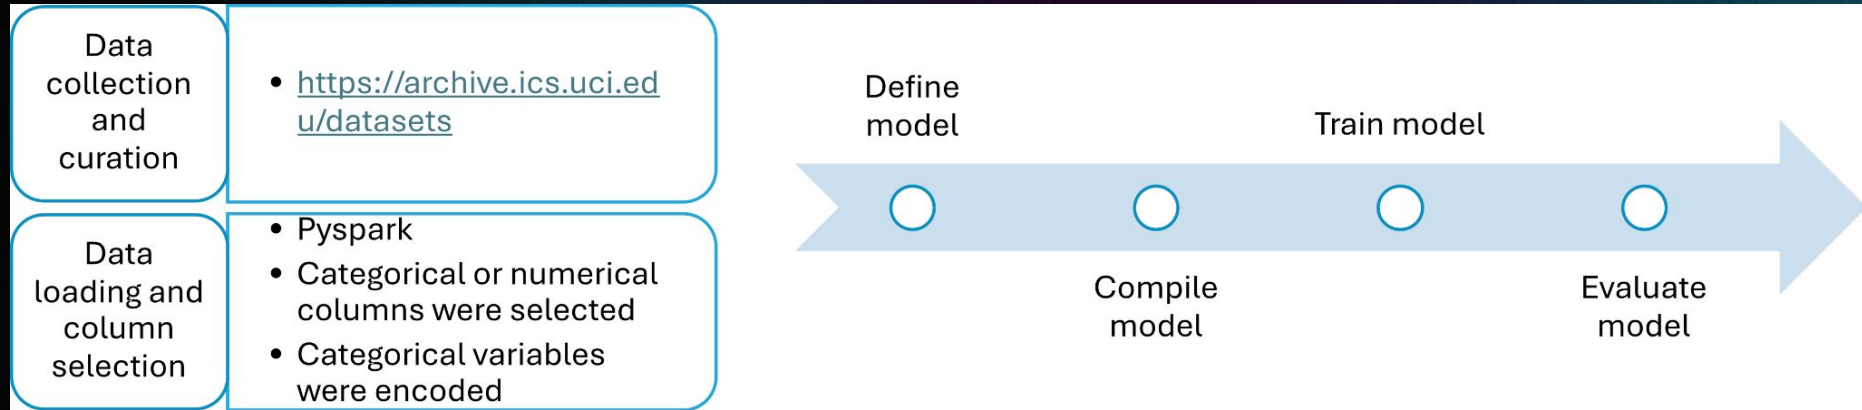 Data
collection
and
curation
• https://archive.ics.uci.ed
u/datasets
Data
loading and
column
selection
• Pyspark
• Categorical or numerical
columns were selected
• Categorical variables
were encoded
Define
model
Compile
model
Train model
Evaluate
model